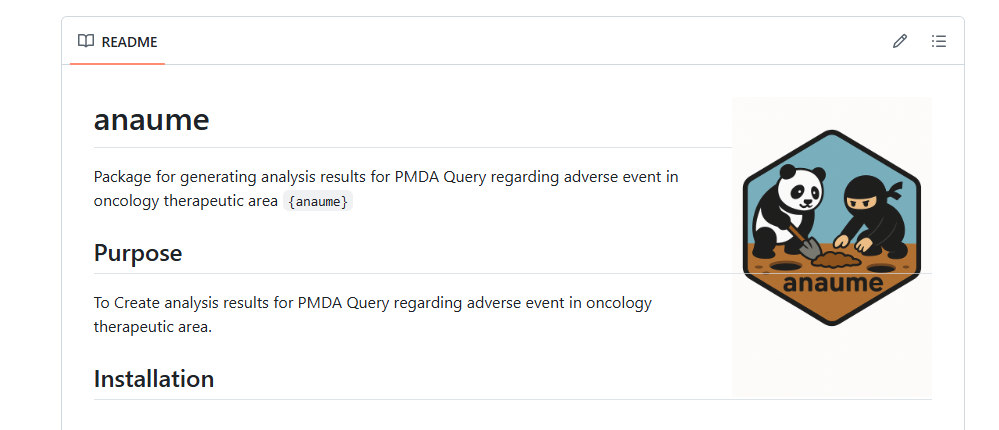 README
anaume
Package for generating analysis results for PMDA Query regarding adverse event in
oncology therapeutic area {anaume}
Purpose
anaume
To Create analysis results for PMDA Query regarding adverse event in oncology
therapeutic area.
Installation